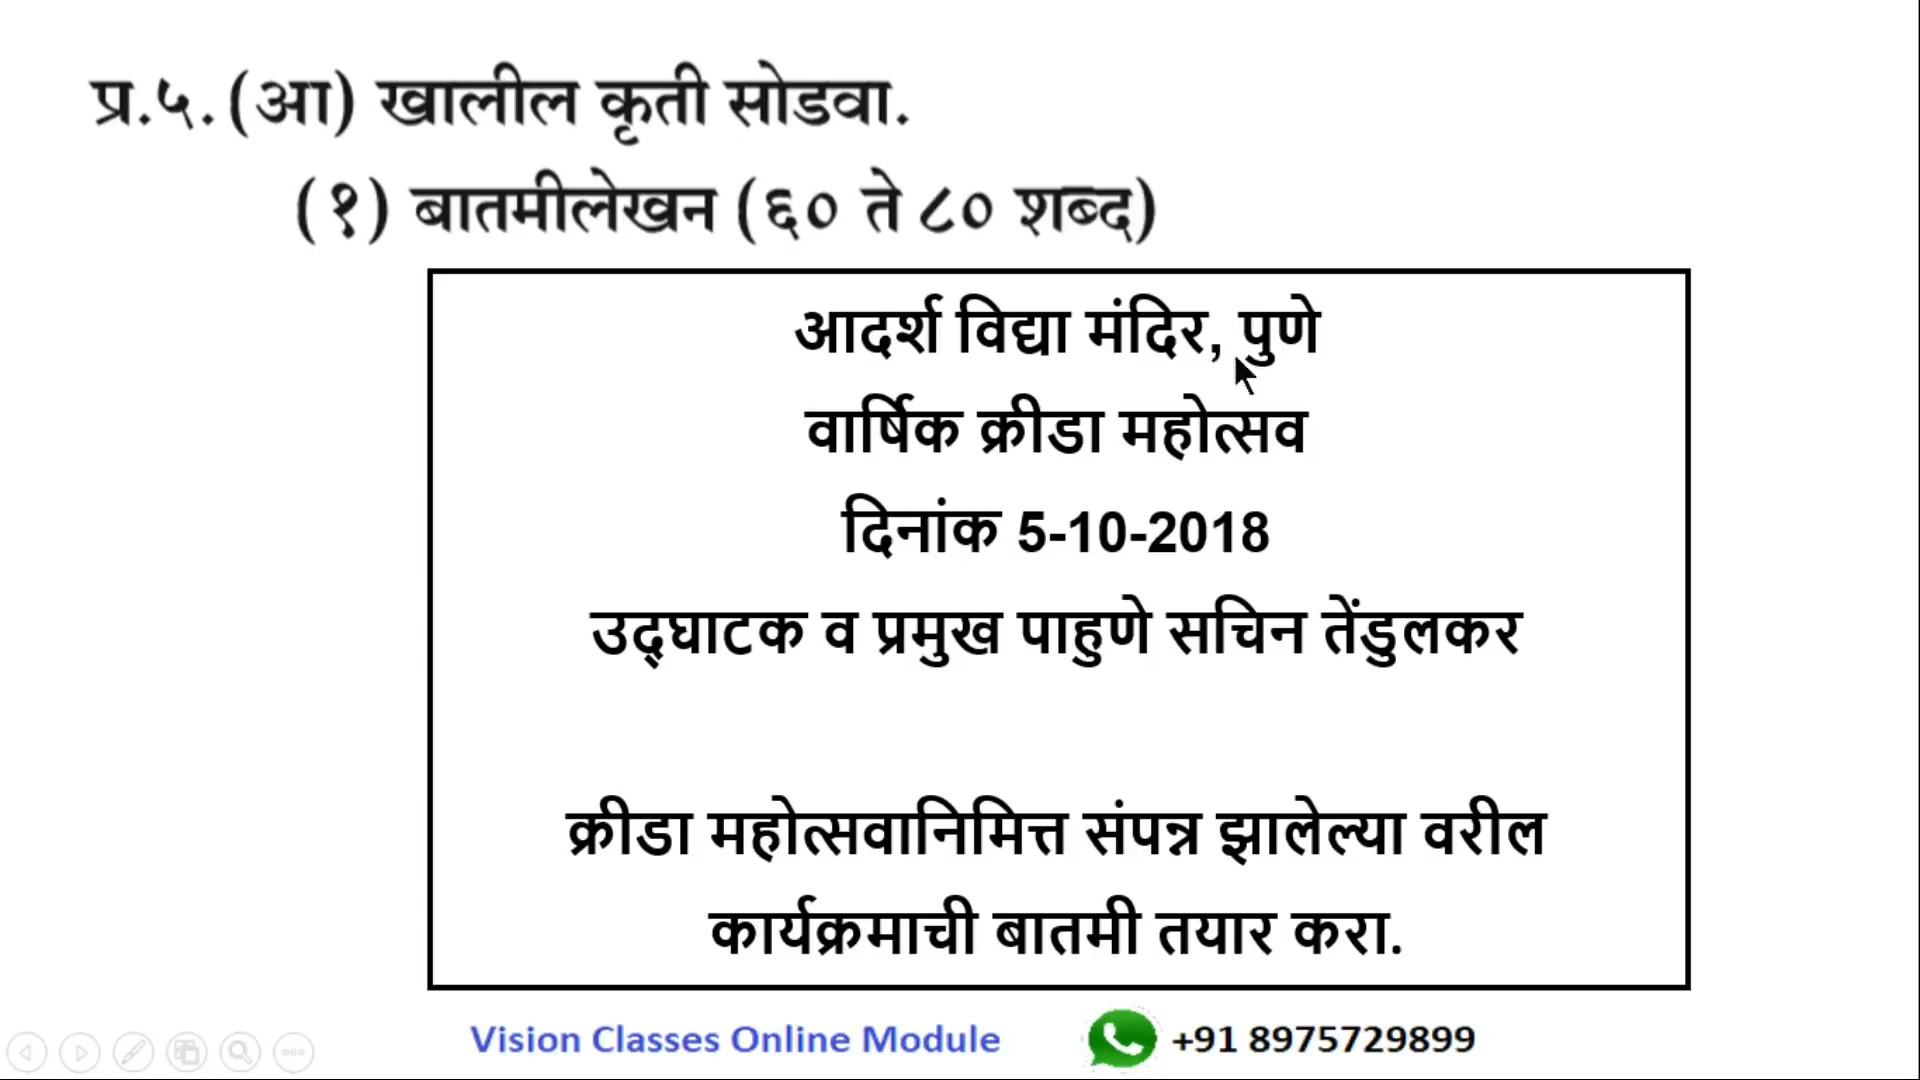 प्र.५.(आ) खालील कृती सोडवा.
(१) बातमीलेखन (६० ते ८० शब्द)
आदर्श विद्या मंदिर, पुणे
वार्षिक क्रीडा महोत्सव
दिनांक 5-10-2018
उद्‌घाटक व प्रमुख पाहुणे सचिन तेंडुलकर
क्रीडा महोत्सवानिमित्त संपन्न झालेल्या वरील
कार्यक्रमाची बातमी तयार करा.
Vision Classes Online Module +91 8975729899